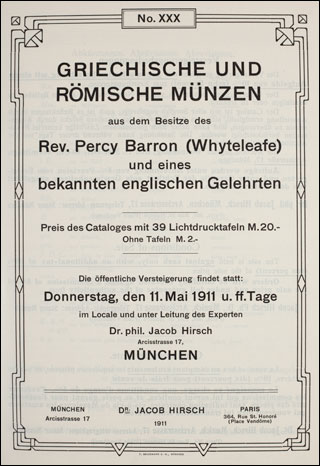 No. XXX
GRIECHISCHE UND
RÖMISCHE MÜNZEN
aus dem Besitze des
Rev. Percy Barron (Whyteleafe)
und eines
bekannten englischen Gelehrten
Preis des Cataloges mit 39 Lichtdrucktafeln M. 20.-
Ohne Tafeln M. 2.-
Die öffentliche Versteigerung findet statt:
Donnerstag, den 11. Mai 1911 u. ff. Tage
im Locale und unter Leitung des Experten
Dr. phil. Jacob Hirsch
Arcisstrasse 17,
MÜNCHEN
MÜNCHEN
Arcisstrasse 17
DR. JACOB HIRSCH
1911
PARIS
364, Rue St. Honoré
(Place Vendôme)